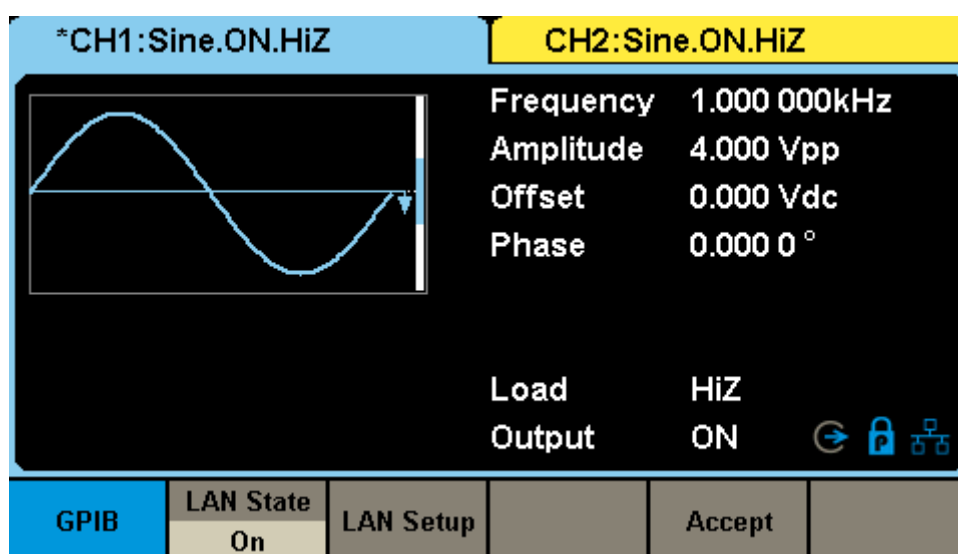 *CH1:Sine.ON.HiZ CH2:Sine.ON.HiZ
Frequency 1.000 000kHz
Amplitude 4.000 Vpp
Offset 0.000 Vdc
Phase 0.000 0 °
Load HiZ
Output ON P
GPIB LAN State On LAN Setup Accept